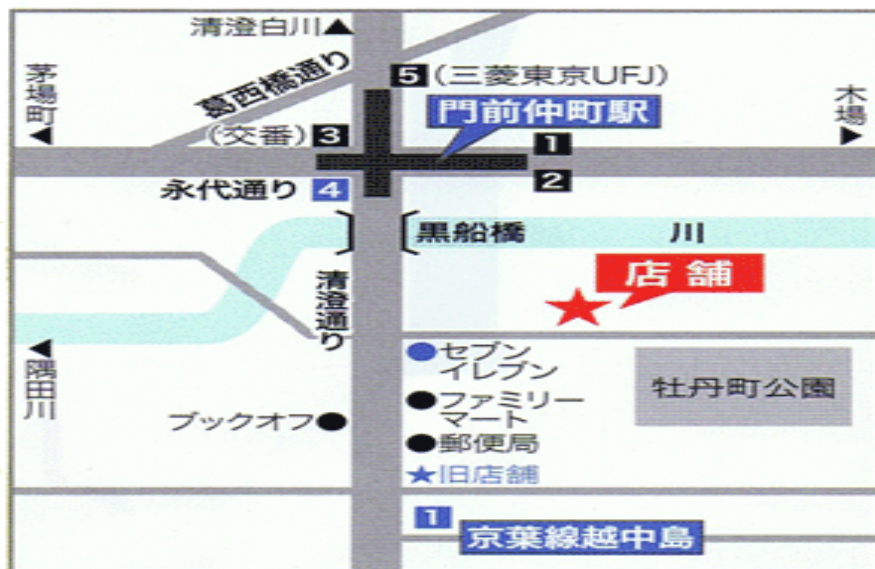 清澄白川▲
葛西橋通り
茅場町
◀
5(三菱東京UFJ)
門前仲町駅
木場
▶
(交番)3
1
永代通り 4
2
黒船橋
川
店舗
清澄通り
◀
隅田川
●セブン
イレブン
●ファミリー
マート
●郵便局
★旧店舗
牡丹町公園
ブックオフ●
1
京葉線越中島